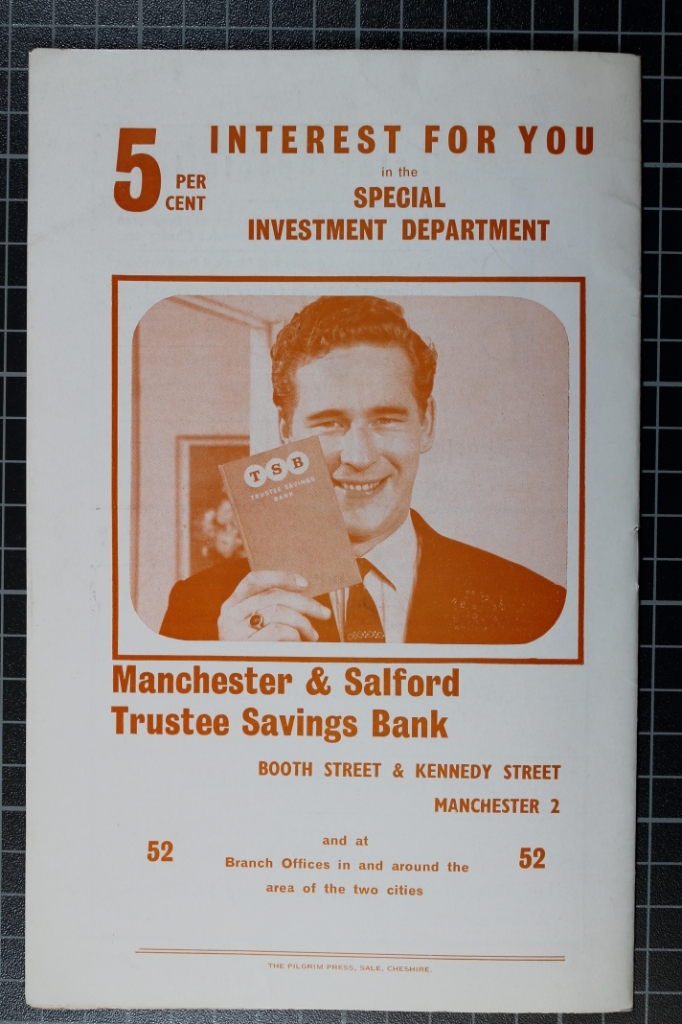 5 PER CENT INTEREST FOR YOU
in the
SPECIAL
INVESTMENT DEPARTMENT
TSB
TRUSTEE SAVINGS
BANK
Manchester & Salford
Trustee Savings Bank
BOOTH STREET & KENNEDY STREET
MANCHESTER 2
52
and at
Branch Offices in and around the
area of the two cities
52
THE PILGRIM PRESS, SALE, CHESHIRE.